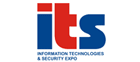 its
INFORMATION TECHNOLOGIES
& SECURITY EXPO